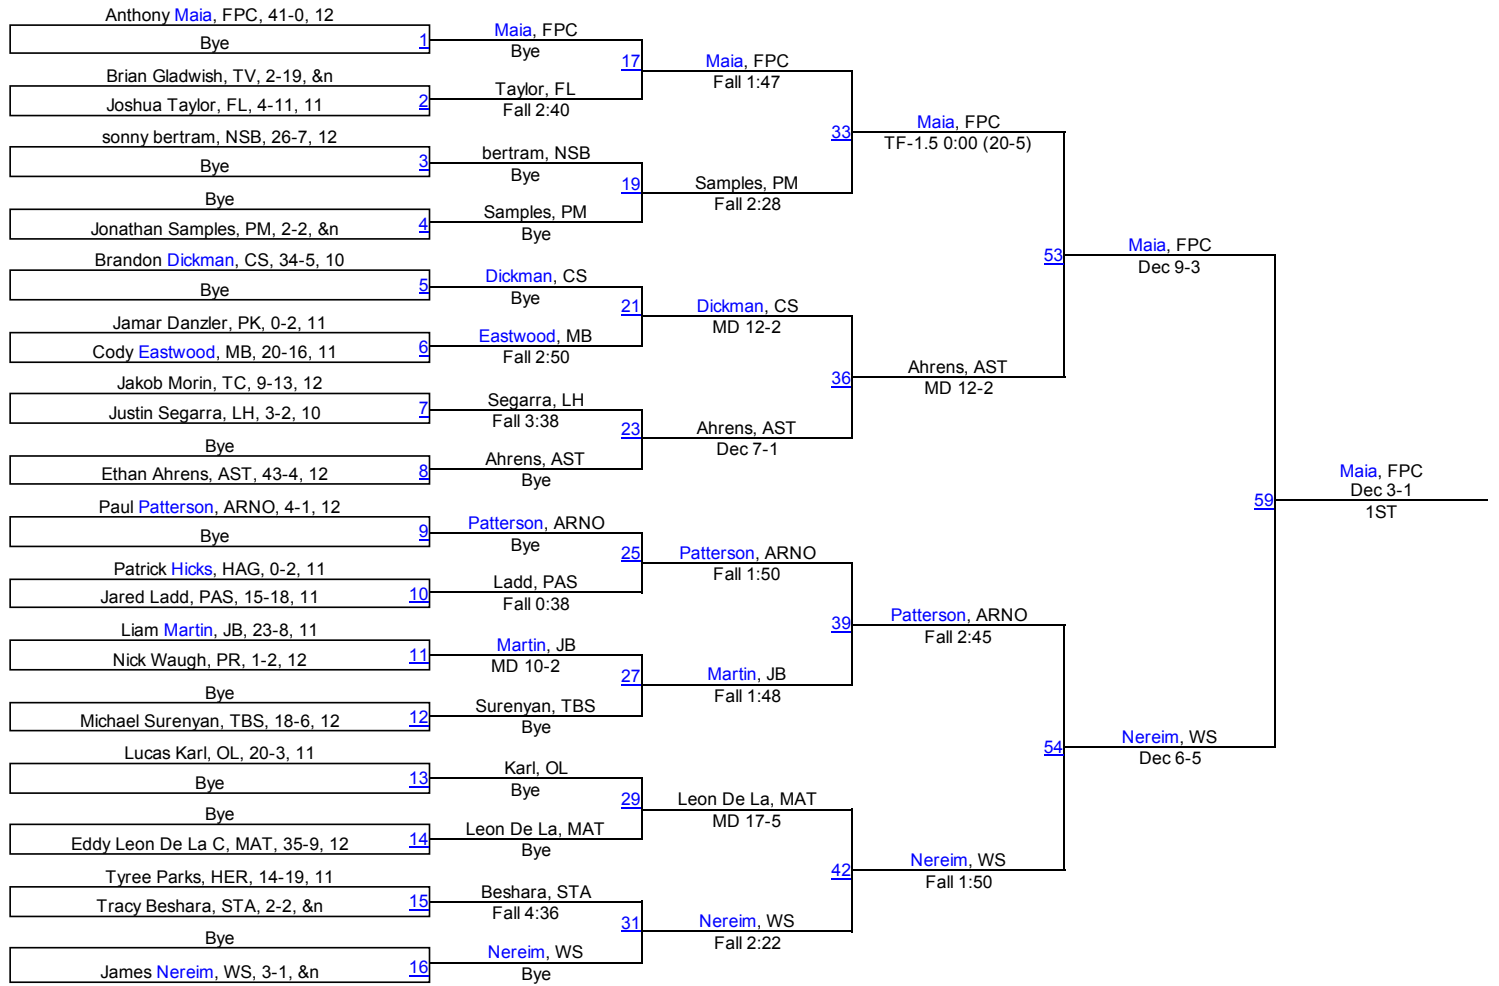 Anthony Maia, FPC, 41-0, 12
Bye
1
Brian Gladwish, TV, 2-19, &n
Joshua Taylor, FL, 4-11, 11
2
sonny bertram, NSB, 26-7, 12
Bye
3
Bye
Jonathan Samples, PM, 2-2, &n
4
Brandon Dickman, CS, 34-5, 10
Bye
5
Jamar Danzler, PK, 0-2, 11
Cody Eastwood, MB, 20-16, 11
6
Jakob Morin, TC, 9-13, 12
Justin Segarra, LH, 3-2, 10
7
Bye
Ethan Ahrens, AST, 43-4, 12
8
Paul Patterson, ARNO, 4-1, 12
Bye
9
Patrick Hicks, HAG, 0-2, 11
Jared Ladd, PAS, 15-18, 11
10
Liam Martin, JB, 23-8, 11
Nick Waugh, PR, 1-2, 12
11
Bye
Michael Surenyan, TBS, 18-6, 12
12
Lucas Karl, OL, 20-3, 11
Bye
13
Bye
Eddy Leon De La C, MAT, 35-9, 12
14
Tyree Parks, HER, 14-19, 11
Tracy Beshara, STA, 2-2, &n
15
Bye
James Nereim, WS, 3-1, &n
16
Maia, FPC
Bye
17
Taylor, FL
Fall 2:40
bertram, NSB
Bye
19
Samples, PM
Bye
Dickman, CS
Bye
21
Eastwood, MB
Fall 2:50
Segarra, LH
Fall 3:38
23
Ahrens, AST
Bye
Patterson, ARNO
Bye
25
Ladd, PAS
Fall 0:38
Martin, JB
MD 10-2
27
Surenyan, TBS
Bye
Karl, OL
Bye
29
Leon De La, MAT
Bye
Beshara, STA
Fall 4:36
31
Nereim, WS
Bye
Maia, FPC
Fall 1:47
33
Samples, PM
Fall 2:28
Dickman, CS
MD 12-2
36
Ahrens, AST
Dec 7-1
Patterson, ARNO
Fall 1:50
39
Martin, JB
Fall 1:48
Leon De La, MAT
MD 17-5
42
Nereim, WS
Fall 2:22
Maia, FPC
TF-1.5 0:00 (20-5)
53
Ahrens, AST
MD 12-2
Patterson, ARNO
Fall 2:45
54
Nereim, WS
Fall 1:50
Maia, FPC
Dec 9-3
59
Nereim, WS
Dec 6-5
Maia, FPC
Dec 3-1
1ST